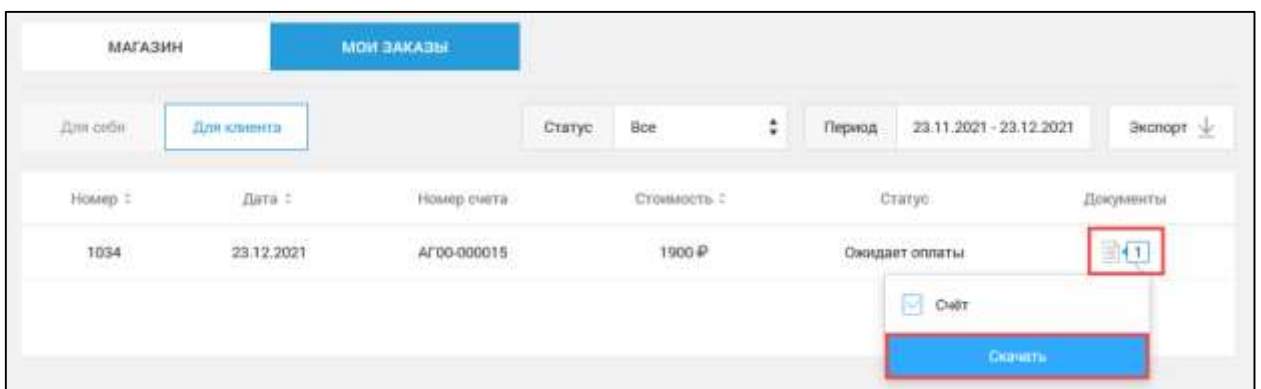 МАГАЗИН МОИ ЗАКАЗЫ
Для себя Для клиента Статус Все Период 23.11.2021 - 23.12.2021 Экспорт
Номер Дата Номер счета Стоимость Статус Документы
1034 23.12.2021 АГ00-000015 1900 ₽ Ожидает оплаты 1
Счёт
Скачать